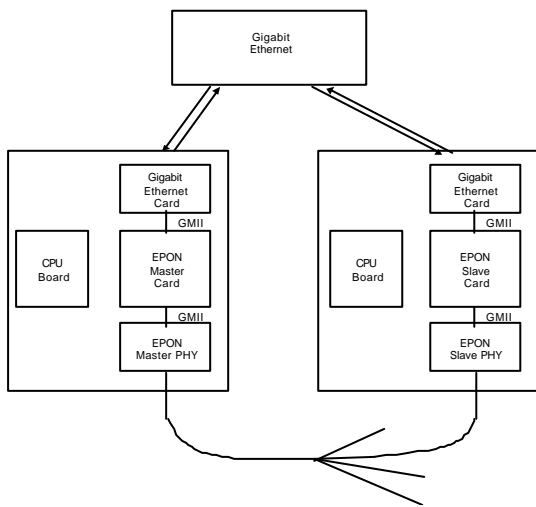 Gigabit
Ethernet
Gigabit
Ethernet
Card
GMII
CPU
Board
EPON
Master
Card
GMII
EPON
Master PHY
Gigabit
Ethernet
Card
GMII
CPU
Board
EPON
Slave
Card
GMII
EPON
Slave PHY